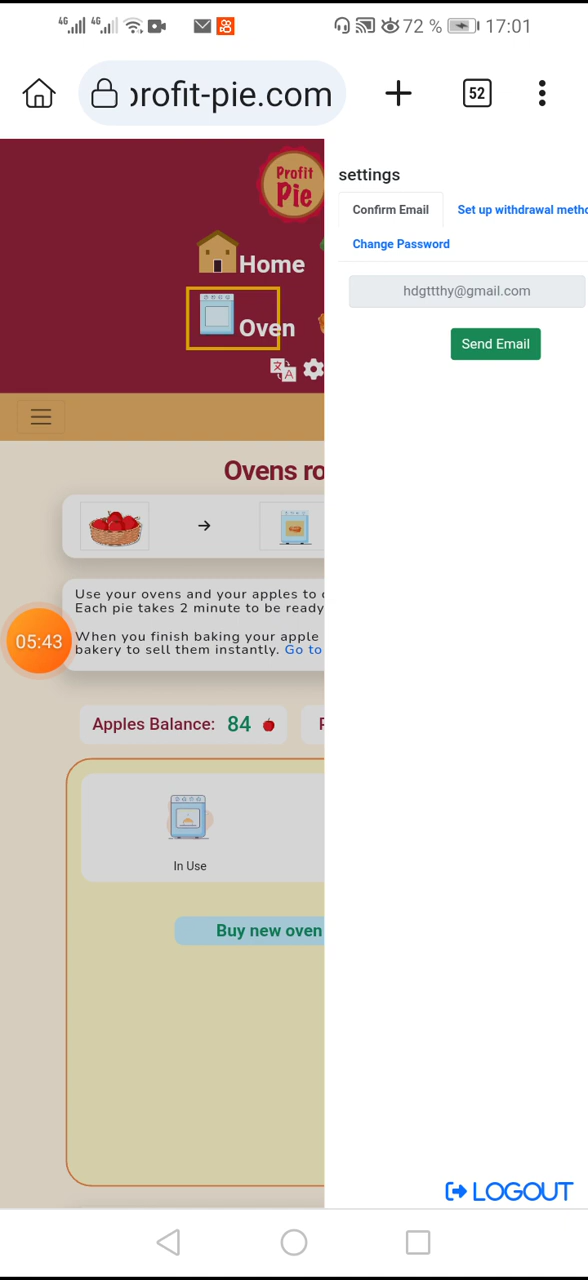 4G 4G 72 % 17:01
rofit-pie.com + 52
Profit
Pie
Home
Oven
settings
Confirm Email Set up withdrawal meth
Change Password
hdgttthy@gmail.com
Send Email
Ovens ro
Use your ovens and your apples to
Each pie takes 2 minute to be ready
When you finish baking your apple
bakery to sell them instantly. Go to
05:43
Apples Balance: 84
In Use
Buy new oven
LOGOUT